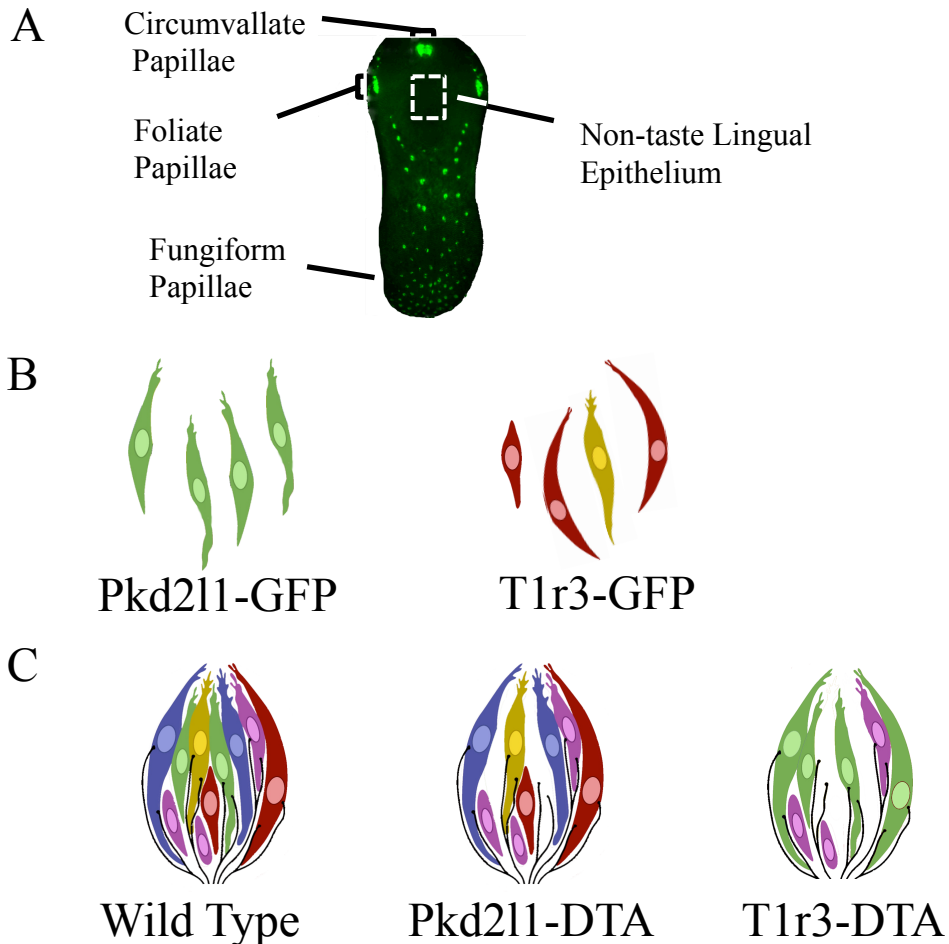 A
Circumvallate
Papillae
Foliate
Papillae
Non-taste Lingual
Epithelium
Fungiform
Papillae
B
Pkd2l1-GFP
T1r3-GFP
C
Wild Type
Pkd2l1-DTA
T1r3-DTA